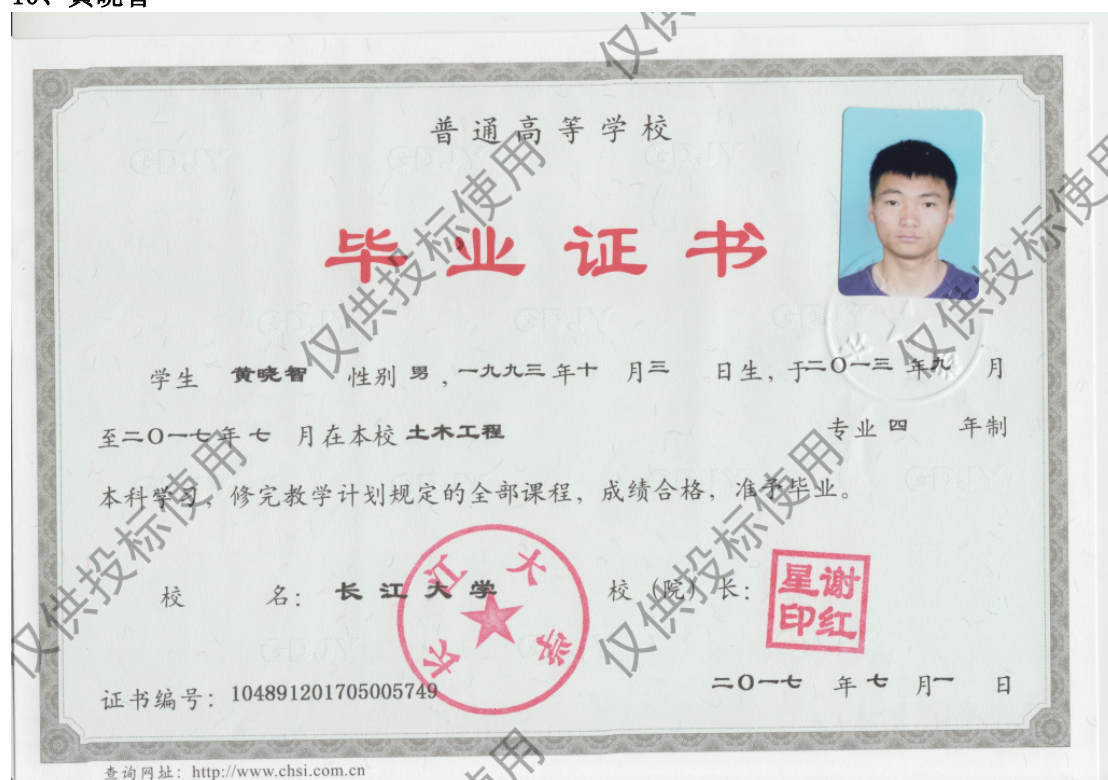 10、黄晓智
普通高等学校
毕业证书
学生 黄晓智 性别 男，一九九三年十 月三 日生，于二〇一三年九 月
至二〇一七年七 月在本校 土木工程 专业 四 年制
本科学习，修完教学计划规定的全部课程，成绩合格，准予毕业。
校 名：长江大学 校（院）长：
长江大学
谢红星印
证书编号：104891201705005749
二〇一七 年七 月一 日
查询网址：http://www.chsi.com.cn
仅供投标使用
仅供投标使用
仅供投标使用
仅供投标使用
仅供
使用